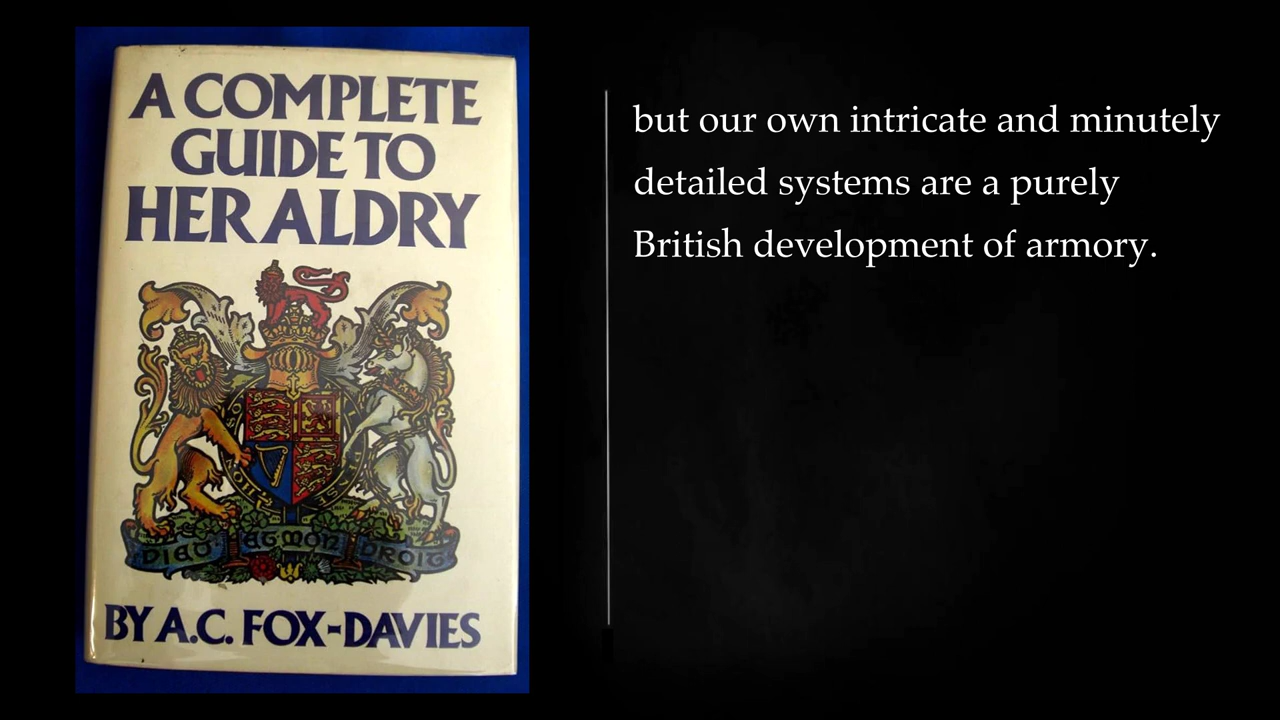 A COMPLETE
GUIDE TO
HERALDRY
DIEU ET MON DROIT
BY A.C. FOX-DAVIES
but our own intricate and minutely
detailed systems are a purely
British development of armory.